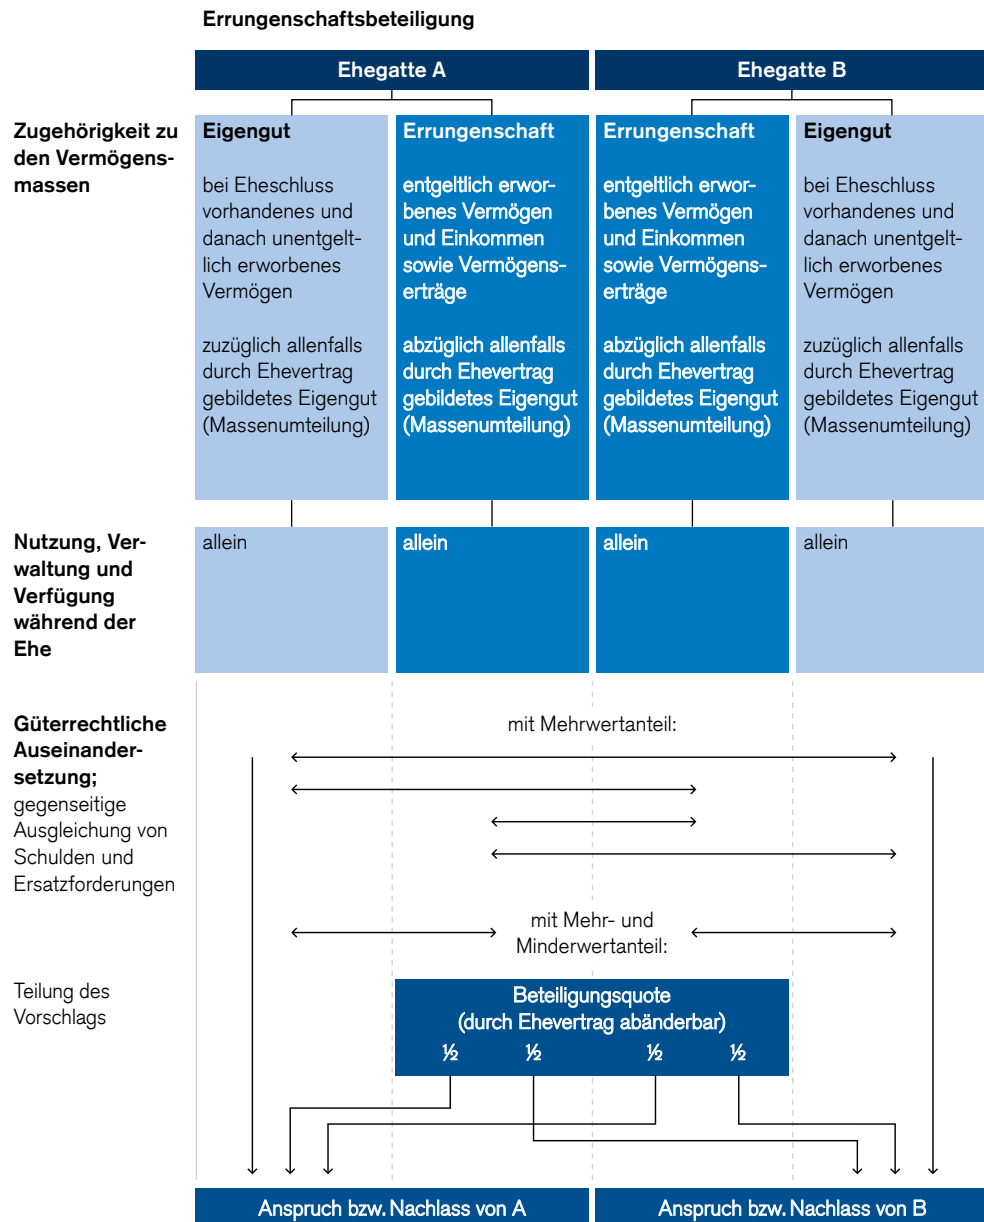 Errungenschaftsbeteiligung
Ehegatte A
Ehegatte B
Zugehörigkeit zu
den Vermögens-
massen
Eigengut
bei Eheschluss
vorhandenes und
danach unentgelt-
lich erworbenes
Vermögen
zuzüglich allenfalls
durch Ehevertrag
gebildetes Eigengut
(Massenumteilung)
Errungenschaft
entgeltlich erwor-
benes Vermögen
und Einkommen
sowie Vermögens-
erträge
abzüglich allenfalls
durch Ehevertrag
gebildetes Eigengut
(Massenumteilung)
Errungenschaft
entgeltlich erwor-
benes Vermögen
und Einkommen
sowie Vermögens-
erträge
abzüglich allenfalls
durch Ehevertrag
gebildetes Eigengut
(Massenumteilung)
Eigengut
bei Eheschluss
vorhandenes und
danach unentgelt-
lich erworbenes
Vermögen
zuzüglich allenfalls
durch Ehevertrag
gebildetes Eigengut
(Massenumteilung)
Nutzung, Ver-
waltung und
Verfügung
während der
Ehe
allein
allein
allein
allein
Güterrechtliche
Auseinander-
setzung;
gegenseitige
Ausgleichung von
Schulden und
Ersatzforderungen
mit Mehrwertanteil:
mit Mehr- und
Minderwertanteil:
Teilung des
Vorschlags
Beteiligungsquote
(durch Ehevertrag abänderbar)
½ ½ ½ ½
Anspruch bzw. Nachlass von A
Anspruch bzw. Nachlass von B